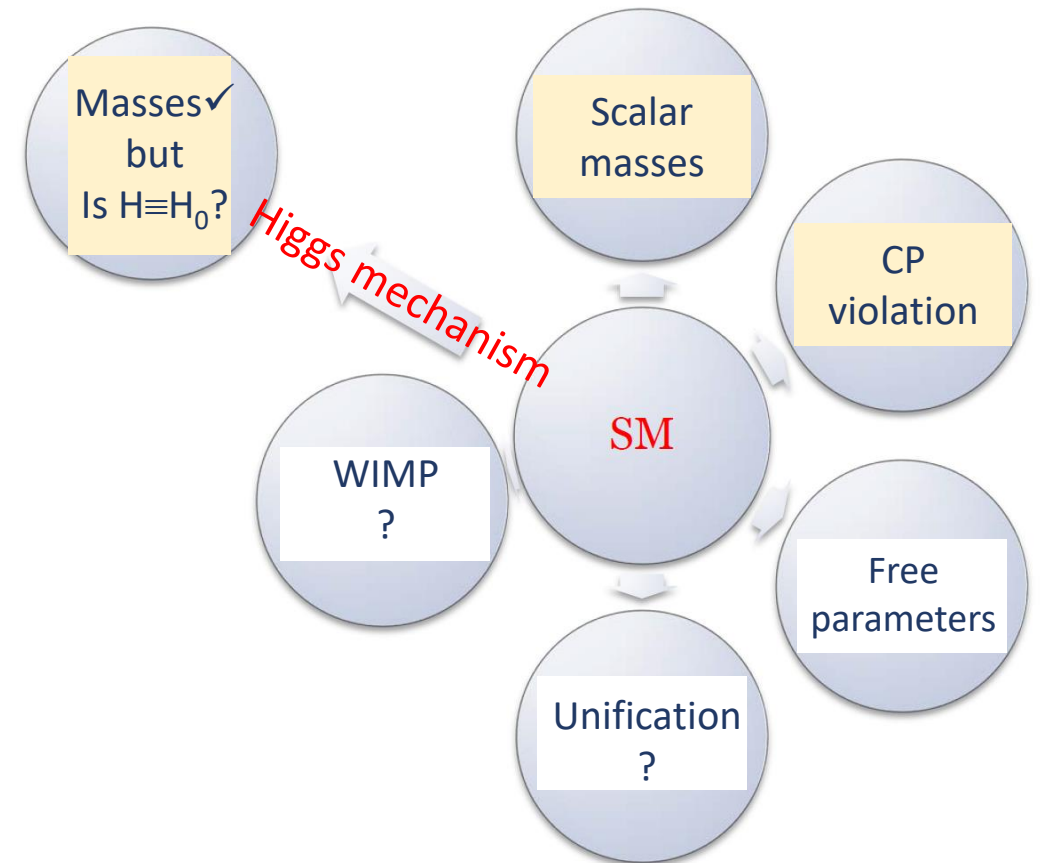 Masses✓
but
Is H≡H₀?
Higgs mechanism
Scalar
masses
CP
violation
SM
WIMP
?
Free
parameters
Unification
?